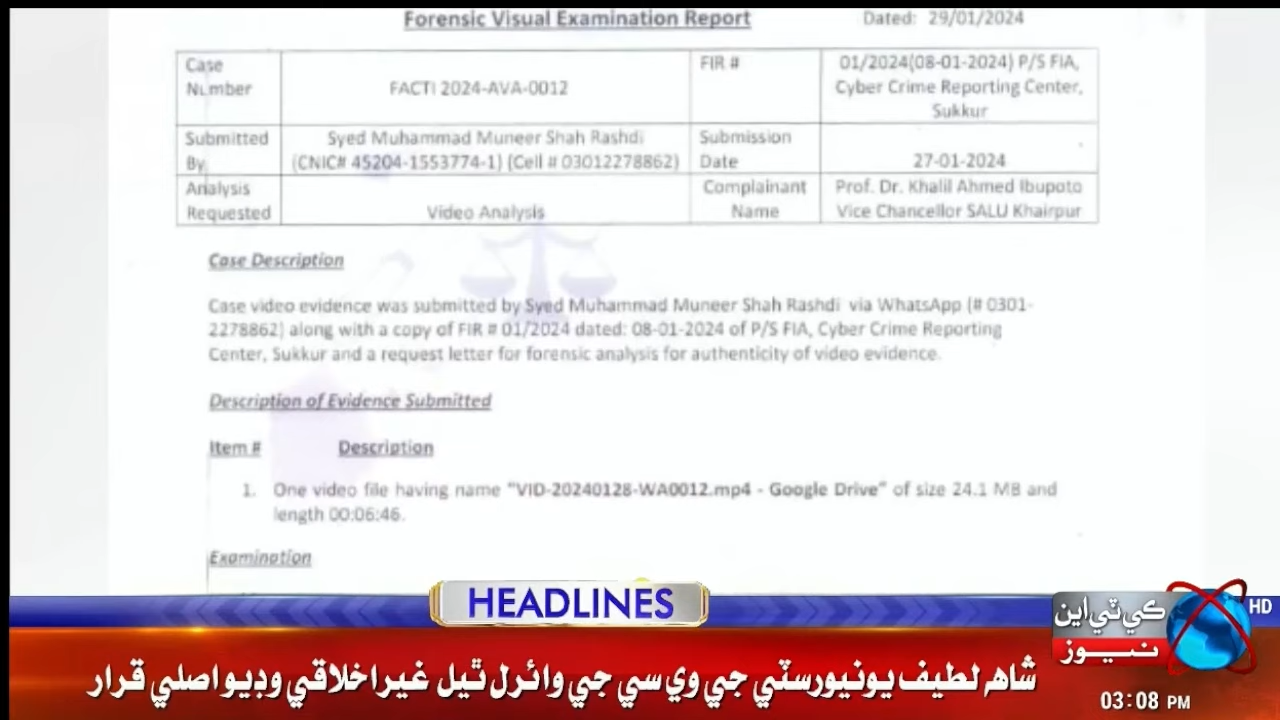 Forensic Visual Examination Report
Dated: 29/01/2024
Case Number
FACTI 2024-AVA-0012
FIR #
01/2024(08-01-2024) P/S FIA,
Cyber Crime Reporting Center,
Sukkur
Submitted By
Syed Muhammad Muneer Shah Rashdi
(CNIC# 45204-1553774-1) (Cell # 03012278862)
Submission Date
27-01-2024
Analysis Requested
Video Analysis
Complainant Name
Prof. Dr. Khalil Ahmed Ibupoto
Vice Chancellor SALU Khairpur
Case Description
Case video evidence was submitted by Syed Muhammad Muneer Shah Rashdi via WhatsApp (# 0301-
2278862) along with a copy of FIR # 01/2024 dated: 08-01-2024 of P/S FIA, Cyber Crime Reporting
Center, Sukkur and a request letter for forensic analysis for authenticity of video evidence.
Description of Evidence Submitted
Item # Description
1. One video file having name "VID-20240128-WA0012.mp4 - Google Drive" of size 24.1 MB and
length 00:06:46.
Examination
HEADLINES
ڪي ٽي اين
نيوز
HD
شاهه لطيف يونيورسٽي جي وي سي جي وائرل ٿيل غيراخلاقي وڊيو اصلي قرار
03:08 PM